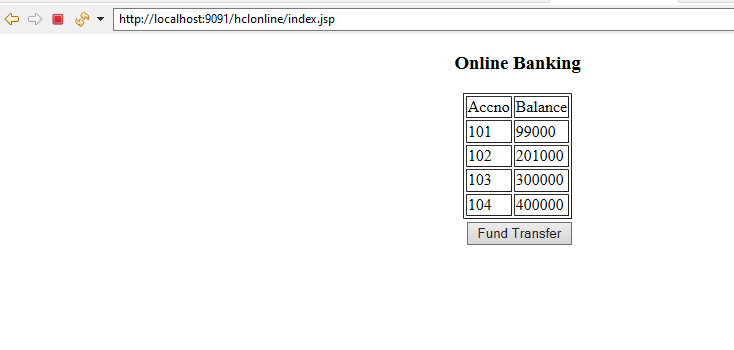 http://localhost:9091/hclonline/index.jsp
Online Banking
Accno Balance
101 99000
102 201000
103 300000
104 400000
Fund Transfer